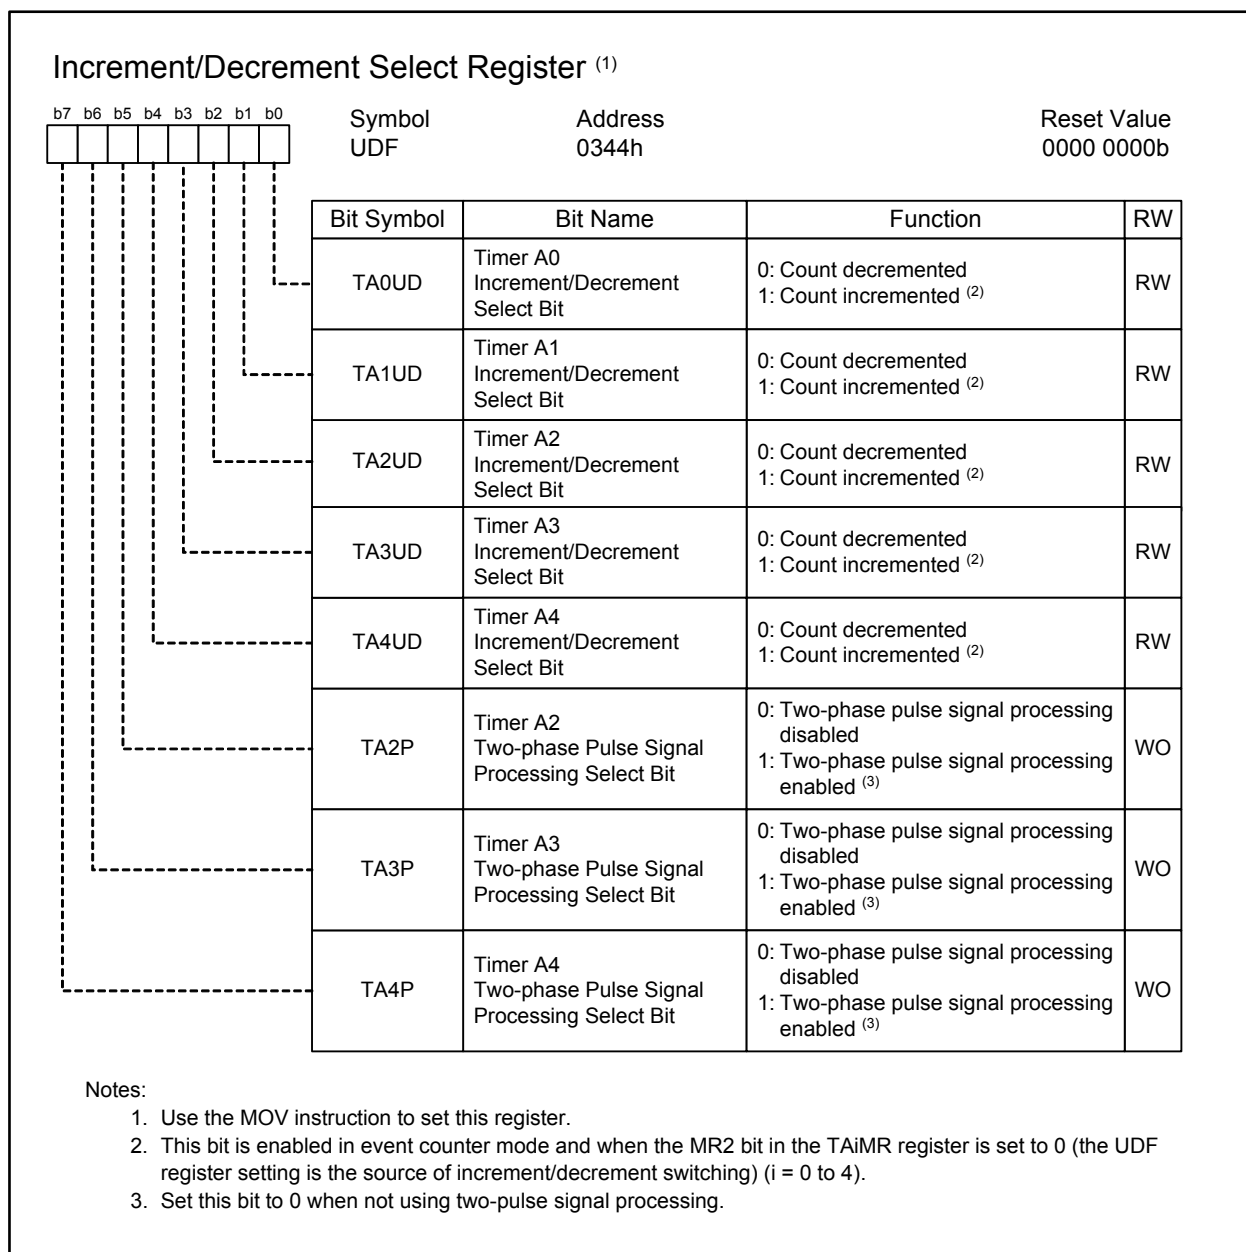 Increment/Decrement Select Register (1)
b7 b6 b5 b4 b3 b2 b1 b0
Symbol Address Reset Value
UDF 0344h 0000 0000b
Bit Symbol Bit Name Function RW
TA0UD
Timer A0
Increment/Decrement
Select Bit
0: Count decremented
1: Count incremented (2)
RW
TA1UD
Timer A1
Increment/Decrement
Select Bit
0: Count decremented
1: Count incremented (2)
RW
TA2UD
Timer A2
Increment/Decrement
Select Bit
0: Count decremented
1: Count incremented (2)
RW
TA3UD
Timer A3
Increment/Decrement
Select Bit
0: Count decremented
1: Count incremented (2)
RW
TA4UD
Timer A4
Increment/Decrement
Select Bit
0: Count decremented
1: Count incremented (2)
RW
TA2P
Timer A2
Two-phase Pulse Signal
Processing Select Bit
0: Two-phase pulse signal processing
disabled
1: Two-phase pulse signal processing
enabled (3)
WO
TA3P
Timer A3
Two-phase Pulse Signal
Processing Select Bit
0: Two-phase pulse signal processing
disabled
1: Two-phase pulse signal processing
enabled (3)
WO
TA4P
Timer A4
Two-phase Pulse Signal
Processing Select Bit
0: Two-phase pulse signal processing
disabled
1: Two-phase pulse signal processing
enabled (3)
WO
Notes:
1. Use the MOV instruction to set this register.
2. This bit is enabled in event counter mode and when the MR2 bit in the TAiMR register is set to 0 (the UDF
register setting is the source of increment/decrement switching) (i = 0 to 4).
3. Set this bit to 0 when not using two-pulse signal processing.